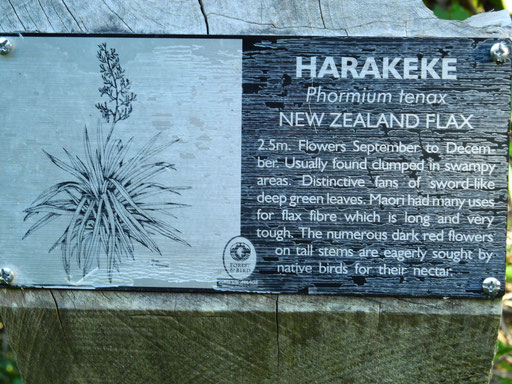 HARAKEKE
Phormium tenax
NEW ZEALAND FLAX
2.5m. Flowers September to Decem-
ber. Usually found clumped in swampy
areas. Distinctive fans of sword-like
deep green leaves. Maori had many uses
for flax fibre which is long and very
tough. The numerous dark red flowers
on tall stems are eagerly sought by
native birds for their nectar.
FOREST
& BIRD